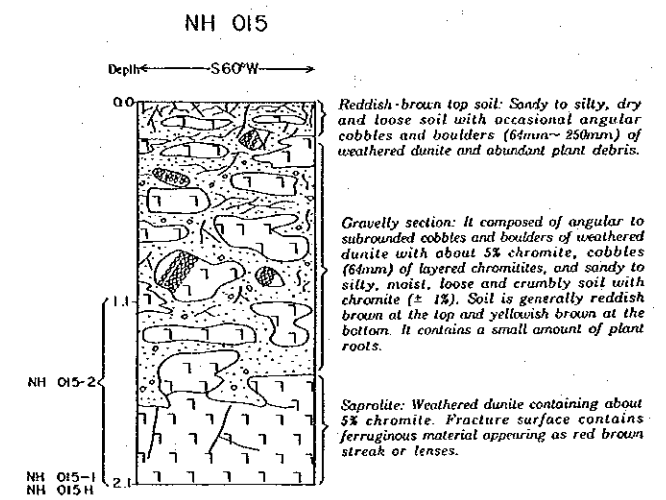 NH 015
Depth
S60°W
0.0
Reddish-brown top soil: Sandy to silty, dry
and loose soil with occasional angular
cobbles and boulders (64mm~ 250mm) of
weathered dunite and abundant plant debris.
Gravelly section: It composed of angular to
subrounded cobbles and boulders of weathered
dunite with about 5% chromite, cobbles
(64mm) of layered chromitites, and sandy to
silty, moist, loose and crumbly soil with
chromite (± 1%). Soil is generally reddish
brown at the top and yellowish brown at the
bottom. It contains a small amount of plant
roots.
1.1
NH 015-2
Saprolite: Weathered dunite containing about
5% chromite. Fracture surface contains
ferruginous material appearing as red brown
streak or lenses.
NH 015-1
NH 015H
2.1